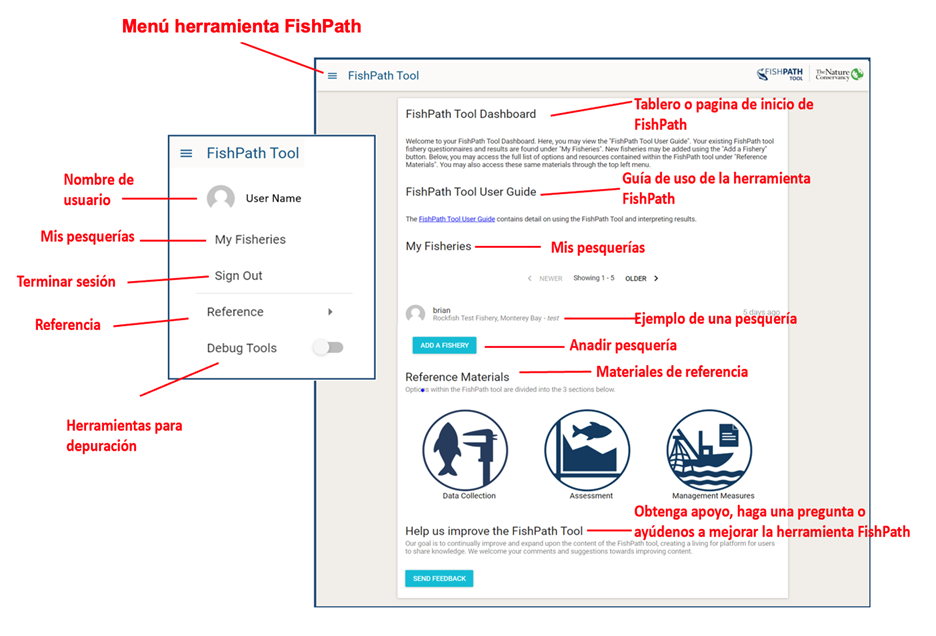 Menú herramienta FishPath
FishPath Tool
FISHPATH
TOOL
The Nature
Conservancy
FishPath Tool Dashboard
Tablero o pagina de inicio de
FishPath
Welcome to your FishPath Tool Dashboard. Here, you may view the "FishPath Tool User Guide". Your existing FishPath tool
fishery questionnaires and results are found under "My Fisheries". New fisheries may be added using the "Add a Fishery"
button. Below, you may access the full list of options and resources contained within the FishPath tool under "Reference
Materials". You may also access these same materials through the top left menu.
FishPath Tool User Guide
Guía de uso de la herramienta
FishPath
The FishPath Tool User Guide contains detail on using the FishPath Tool and interpreting results.
My Fisheries
Mis pesquerías
NEWER Showing 1 - 5 OLDER
brian
5 days ago
Rockfish Test Fishery, Monterey Bay - test
Ejemplo de una pesquería
ADD A FISHERY
Anadir pesquería
Reference Materials
Materiales de referencia
Options within the FishPath tool are divided into the 3 sections below.
Data Collection
Assessment
Management Measures
Obtenga apoyo, haga una pregunta o
ayúdenos a mejorar la herramienta FishPath
Help us improve the FishPath Tool
Our goal is to continually improve and expand upon the content of the FishPath tool, creating a living for platform for users
to share knowledge. We welcome your comments and suggestions towards improving content.
SEND FEEDBACK
FishPath Tool
Nombre de
usuario
User Name
Mis pesquerías
My Fisheries
Terminar sesión
Sign Out
Referencia
Reference
Debug Tools
Herramientas para
depuración